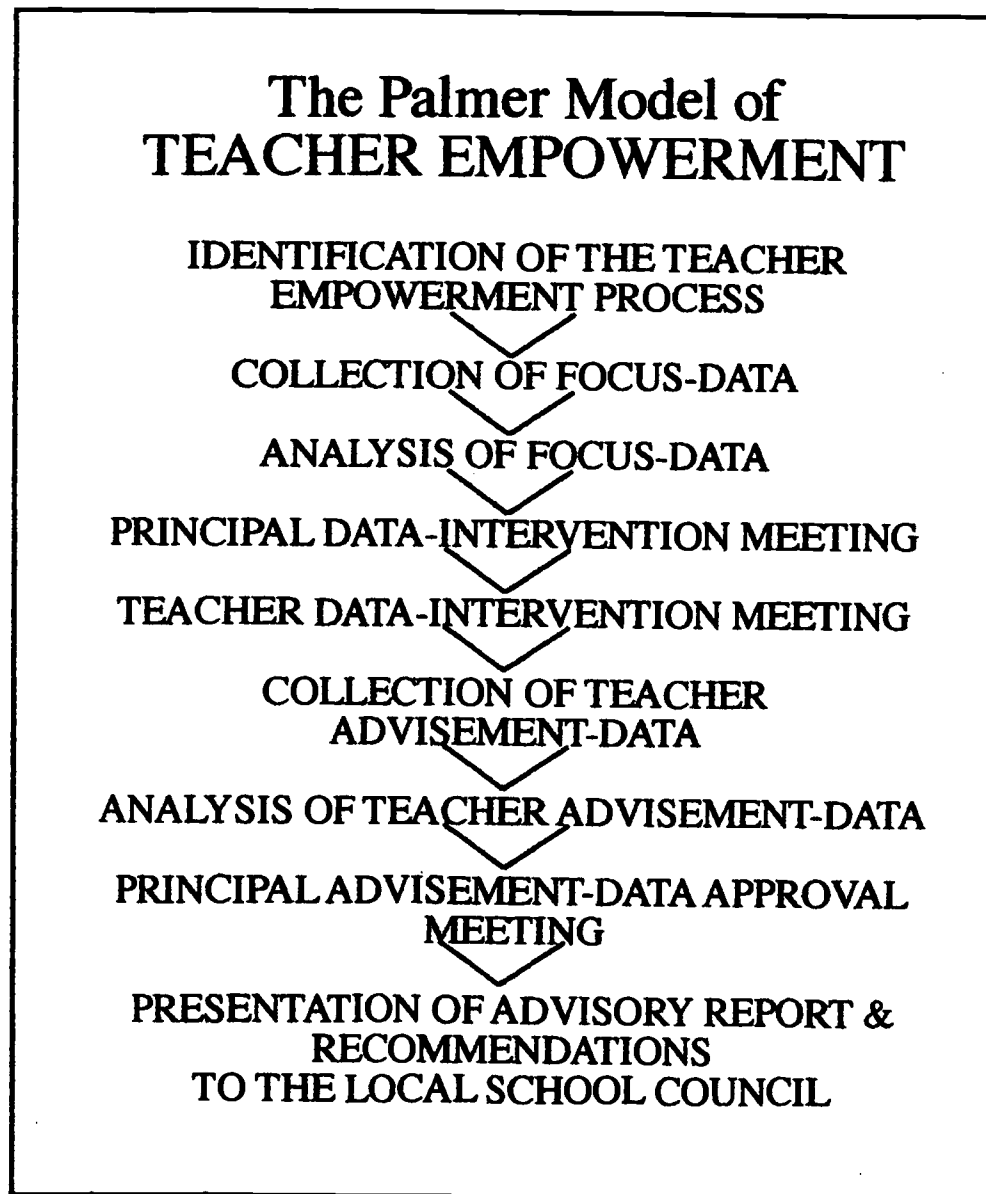 The Palmer Model of
TEACHER EMPOWERMENT
IDENTIFICATION OF THE TEACHER
EMPOWERMENT PROCESS
COLLECTION OF FOCUS-DATA
ANALYSIS OF FOCUS-DATA
PRINCIPAL DATA-INTERVENTION MEETING
TEACHER DATA-INTERVENTION MEETING
COLLECTION OF TEACHER
ADVISEMENT-DATA
ANALYSIS OF TEACHER ADVISEMENT-DATA
PRINCIPAL ADVISEMENT-DATA APPROVAL
MEETING
PRESENTATION OF ADVISORY REPORT &
RECOMMENDATIONS
TO THE LOCAL SCHOOL COUNCIL